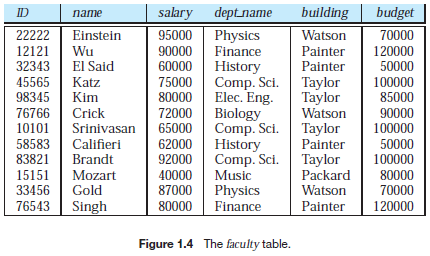 ID name salary dept_name building budget
22222 Einstein 95000 Physics Watson 70000
12121 Wu 90000 Finance Painter 120000
32343 El Said 60000 History Painter 50000
45565 Katz 75000 Comp. Sci. Taylor 100000
98345 Kim 80000 Elec. Eng. Taylor 85000
76766 Crick 72000 Biology Watson 90000
10101 Srinivasan 65000 Comp. Sci. Taylor 100000
58583 Califieri 62000 History Painter 50000
83821 Brandt 92000 Comp. Sci. Taylor 100000
15151 Mozart 40000 Music Packard 80000
33456 Gold 87000 Physics Watson 70000
76543 Singh 80000 Finance Painter 120000
Figure 1.4 The faculty table.